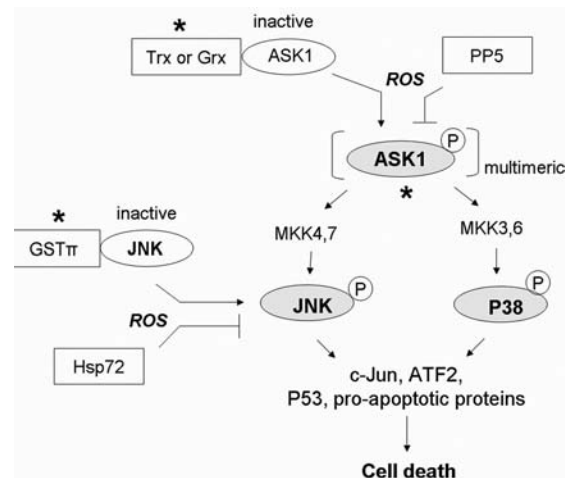 *
inactive
Trx or Grx
ASK1
ROS
PP5
P
ASK1
multimeric
*
*
inactive
GSTπ
JNK
MKK4,7
MKK3,6
P
JNK
P
P38
ROS
Hsp72
c-Jun, ATF2,
P53, pro-apoptotic proteins
Cell death